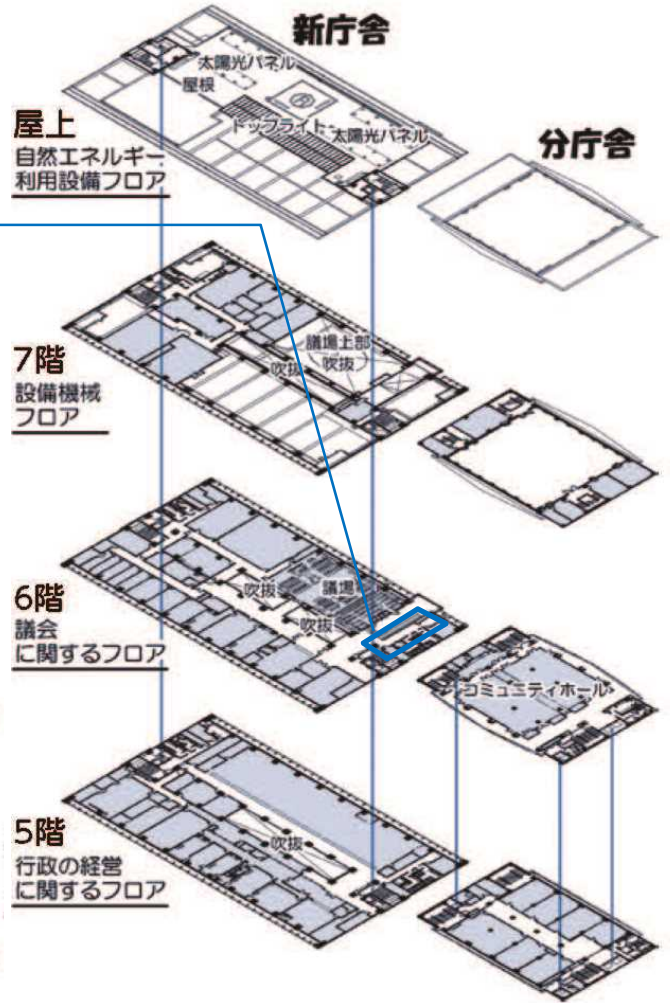 新庁舎
太陽光パネル
屋根
トップライト
太陽光パネル
屋上
自然エネルギー
利用設備フロア
分庁舎
7階
設備機械
フロア
議場上部
吹抜
吹抜
6階
議会
に関するフロア
吹抜
議場
吹抜
コミュニティホール
5階
行政の経営
に関するフロア
吹抜